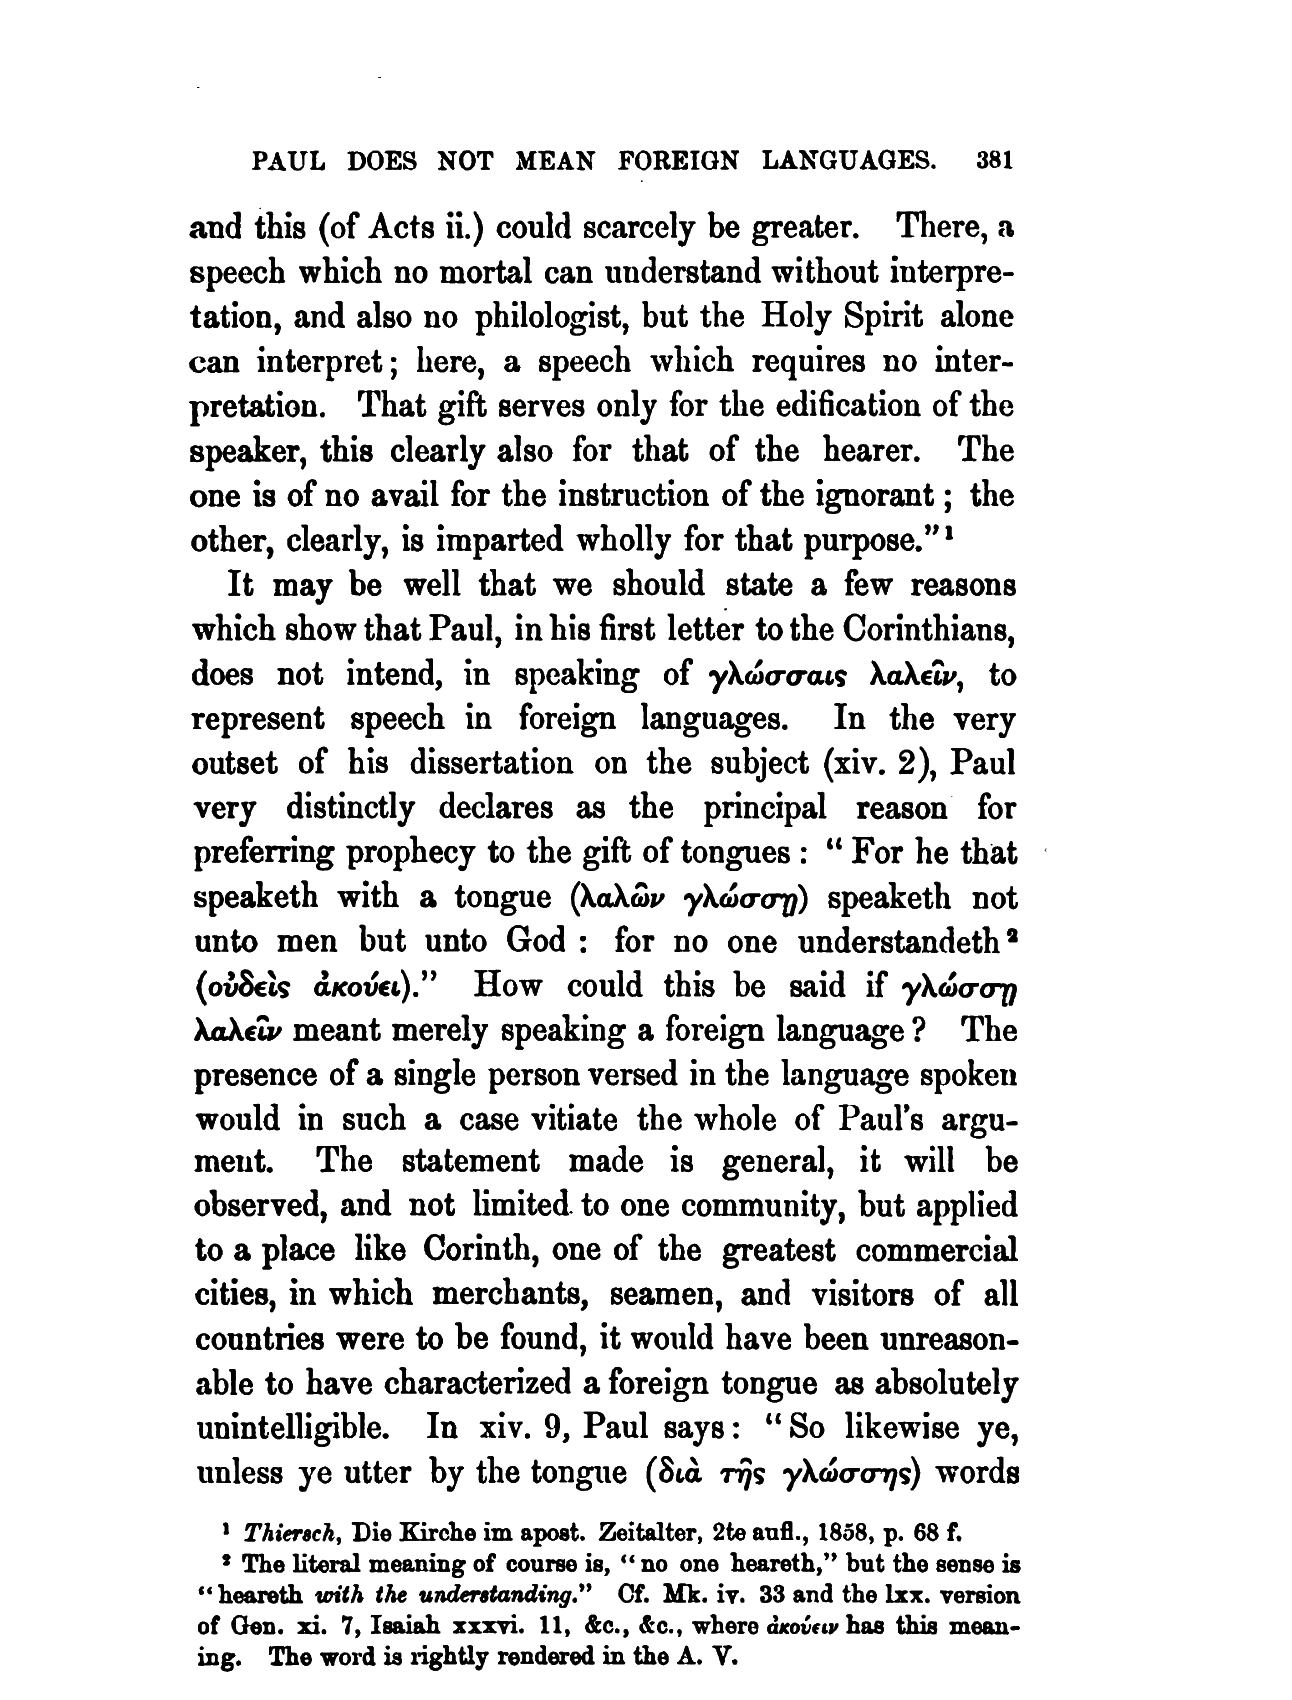 PAUL DOES NOT MEAN FOREIGN LANGUAGES. 381
and this (of Acts ii.) could scarcely be greater. There, a
speech which no mortal can understand without interpre-
tation, and also no philologist, but the Holy Spirit alone
can interpret; here, a speech which requires no inter-
pretation. That gift serves only for the edification of the
speaker, this clearly also for that of the hearer. The
one is of no avail for the instruction of the ignorant; the
other, clearly, is imparted wholly for that purpose."¹
It may be well that we should state a few reasons
which show that Paul, in his first letter to the Corinthians,
does not intend, in speaking of γλώσσαις λαλεῖν, to
represent speech in foreign languages. In the very
outset of his dissertation on the subject (xiv. 2), Paul
very distinctly declares as the principal reason for
preferring prophecy to the gift of tongues: "For he that
speaketh with a tongue (λαλῶν γλώσσῃ) speaketh not
unto men but unto God: for no one understandeth²
(οὐδεὶς ἀκούει)." How could this be said if γλώσσῃ
λαλεῖν meant merely speaking a foreign language? The
presence of a single person versed in the language spoken
would in such a case vitiate the whole of Paul's argu-
ment. The statement made is general, it will be
observed, and not limited to one community, but applied
to a place like Corinth, one of the greatest commercial
cities, in which merchants, seamen, and visitors of all
countries were to be found, it would have been unreason-
able to have characterized a foreign tongue as absolutely
unintelligible. In xiv. 9, Paul says: "So likewise ye,
unless ye utter by the tongue (διὰ τῆς γλώσσης) words
¹ Thiersch, Die Kirche im apost. Zeitalter, 2te aufl., 1858, p. 68 f.
² The literal meaning of course is, "no one heareth," but the sense is
"heareth with the understanding." Cf. Mk. iv. 33 and the lxx. version
of Gen. xi. 7, Isaiah xxxvi. 11, &c., &c., where ἀκούειν has this mean-
ing. The word is rightly rendered in the A. V.